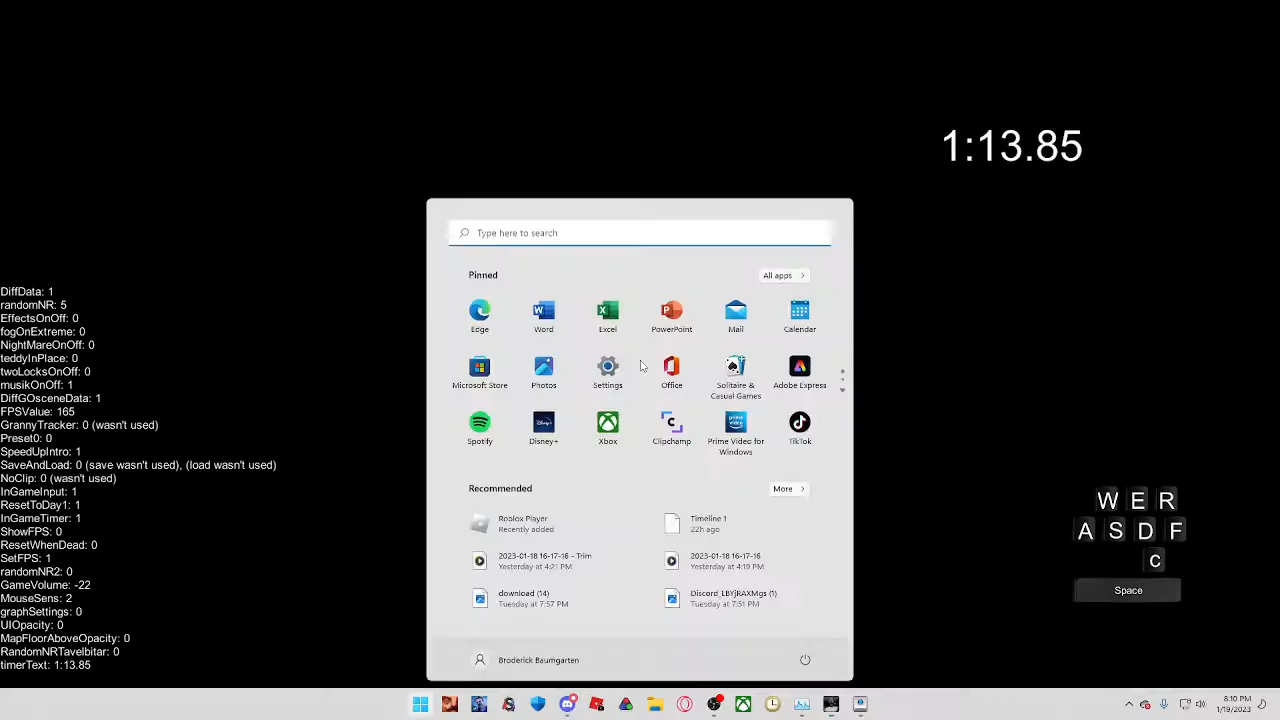 1:13.85
Type here to search
Pinned
All apps
Edge
Word
Excel
PowerPoint
Mail
Calendar
Microsoft Store
Photos
Settings
Office
Solitaire &
Casual Games
Adobe Express
Spotify
Disney+
Xbox
Clipchamp
Prime Video for
Windows
TikTok
Recommended
More
Roblox Player
Recently added
Timeline 1
22h ago
2023-01-18 16-17-16 - Trim
Yesterday at 4:21 PM
2023-01-18 16-17-16
Yesterday at 4:19 PM
download (14)
Tuesday at 7:57 PM
Discord_LBYjRAXMgs (1)
Tuesday at 7:51 PM
Broderick Baumgarten
DiffData: 1
randomNR: 5
EffectsOnOff: 0
fogOnExtreme: 0
NightMareOnOff: 0
teddyInPlace: 0
twoLocksOnOff: 0
musikOnOff: 1
DiffGOsceneData: 1
FPSValue: 165
(wasn't used)
Preset0: 0
SpeedUpIntro: 1
SaveAndLoad: 0 (save wasn't used), (load wasn't used)
NoClip: 0 (wasn't used)
InGameInput: 1
ResetToDay1: 1
InGameTimer: 1
ShowFPS: 0
ResetWhenDead: 0
SetFPS: 1
randomNR2: 0
GameVolume: -22
MouseSens: 2
graphSettings: 0
UIOpacity: 0
MapFloorAboveOpacity: 0
RandomNRTavelbitar: 0
timerText: 1:13.85
W E R
A S D F
C
Space
8:10 PM
1/19/2023